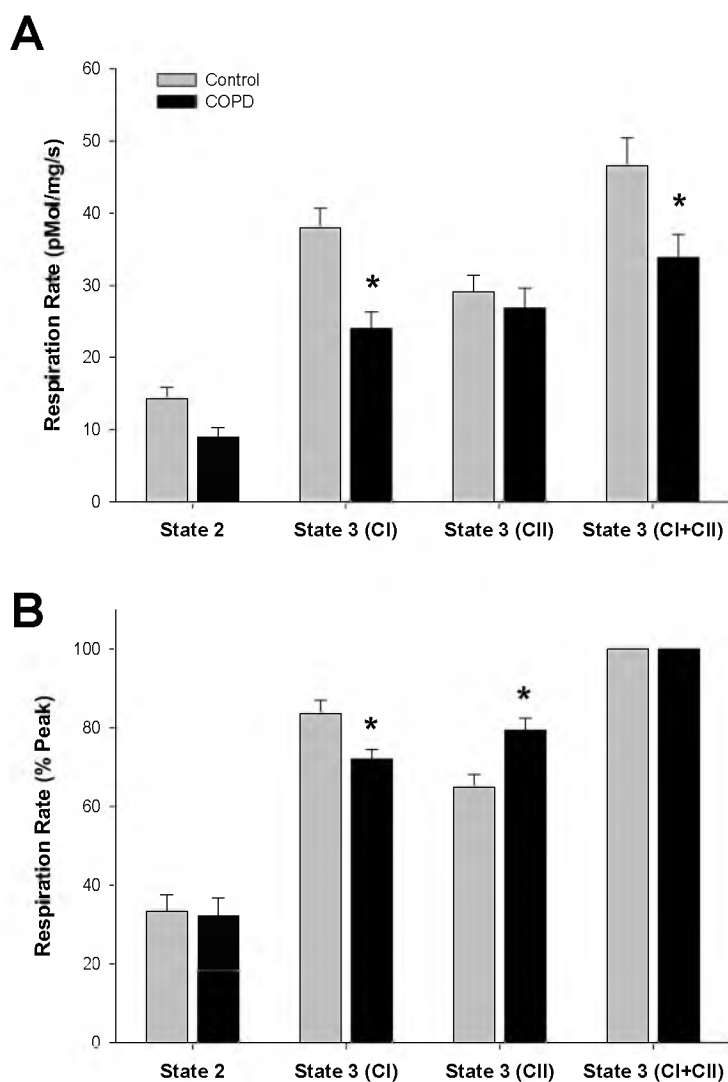 A
60
50
40
30
20
10
0
Respiration Rate (pMol/mg/s)
Control
COPD
*
*
State 2
State 3 (CI)
State 3 (CII)
State 3 (CI+CII)
B
100
80
60
40
20
0
Respiration Rate (% Peak)
*
*
State 2
State 3 (CI)
State 3 (CII)
State 3 (CI+CII)